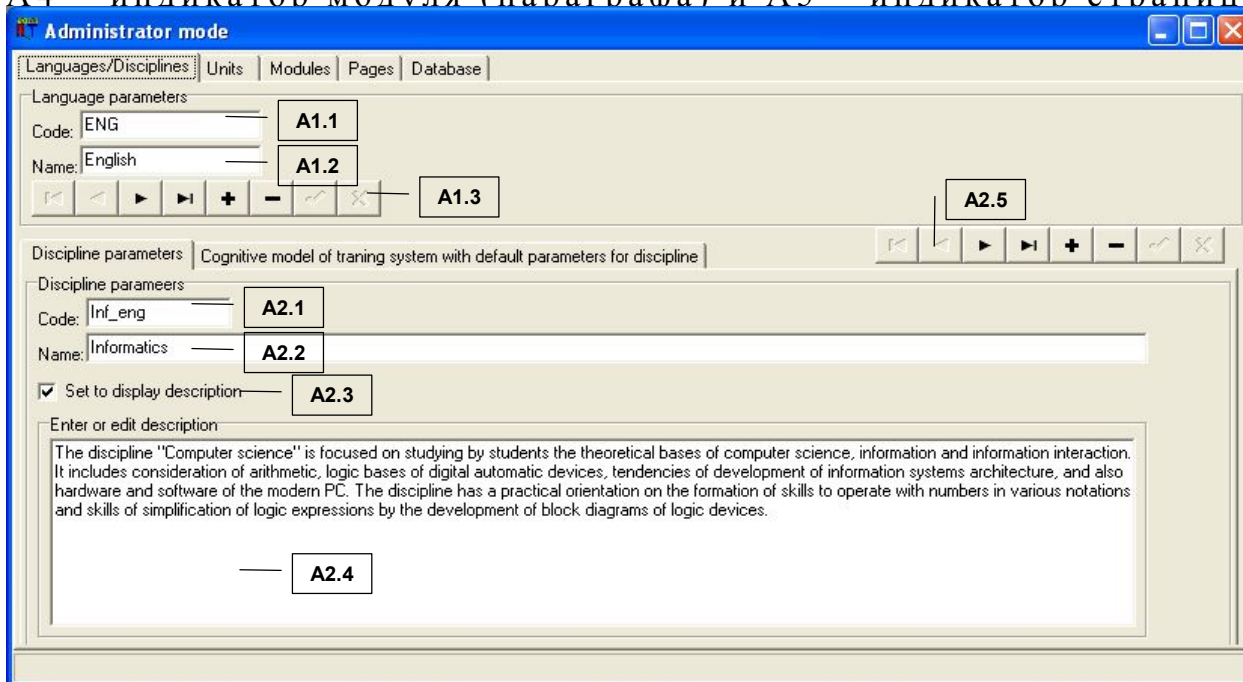 А4 – индикатор модуля (параграфа) и А5 – индикатор страниц
Administrator mode
Languages/Disciplines Units Modules Pages Database
Language parameters
Code: ENG A1.1
Name: English A1.2
A1.3
A2.5
Discipline parameters Cognitive model of traning system with default parameters for discipline
Discipline parameers
Code: Inf_eng A2.1
Name: Informatics A2.2
Set to display description A2.3
Enter or edit description
The discipline "Computer science" is focused on studying by students the theoretical bases of computer science, information and information interaction.
It includes consideration of arithmetic, logic bases of digital automatic devices, tendencies of development of information systems architecture, and also
hardware and software of the modern PC. The discipline has a practical orientation on the formation of skills to operate with numbers in various notations
and skills of simplification of logic expressions by the development of block diagrams of logic devices.
A2.4